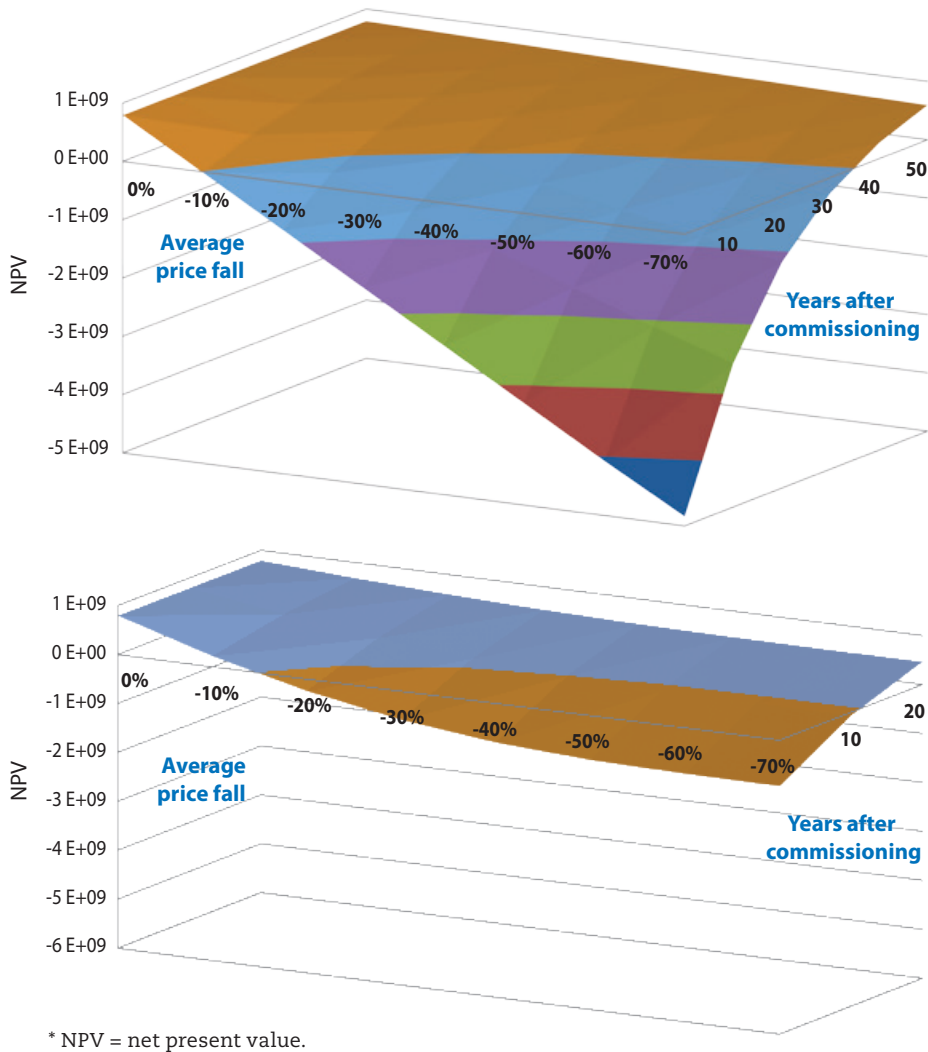 1 E+09
0 E+00
-1 E+09
-2 E+09
-3 E+09
-4 E+09
-5 E+09
NPV
0%
-10%
-20%
-30%
-40%
-50%
-60%
-70%
Average
price fall
10
20
30
40
50
Years after
commissioning
1 E+09
0 E+00
-1 E+09
-2 E+09
-3 E+09
-4 E+09
-5 E+09
-6 E+09
NPV
0%
-10%
-20%
-30%
-40%
-50%
-60%
-70%
Average
price fall
10
20
Years after
commissioning
* NPV = net present value.